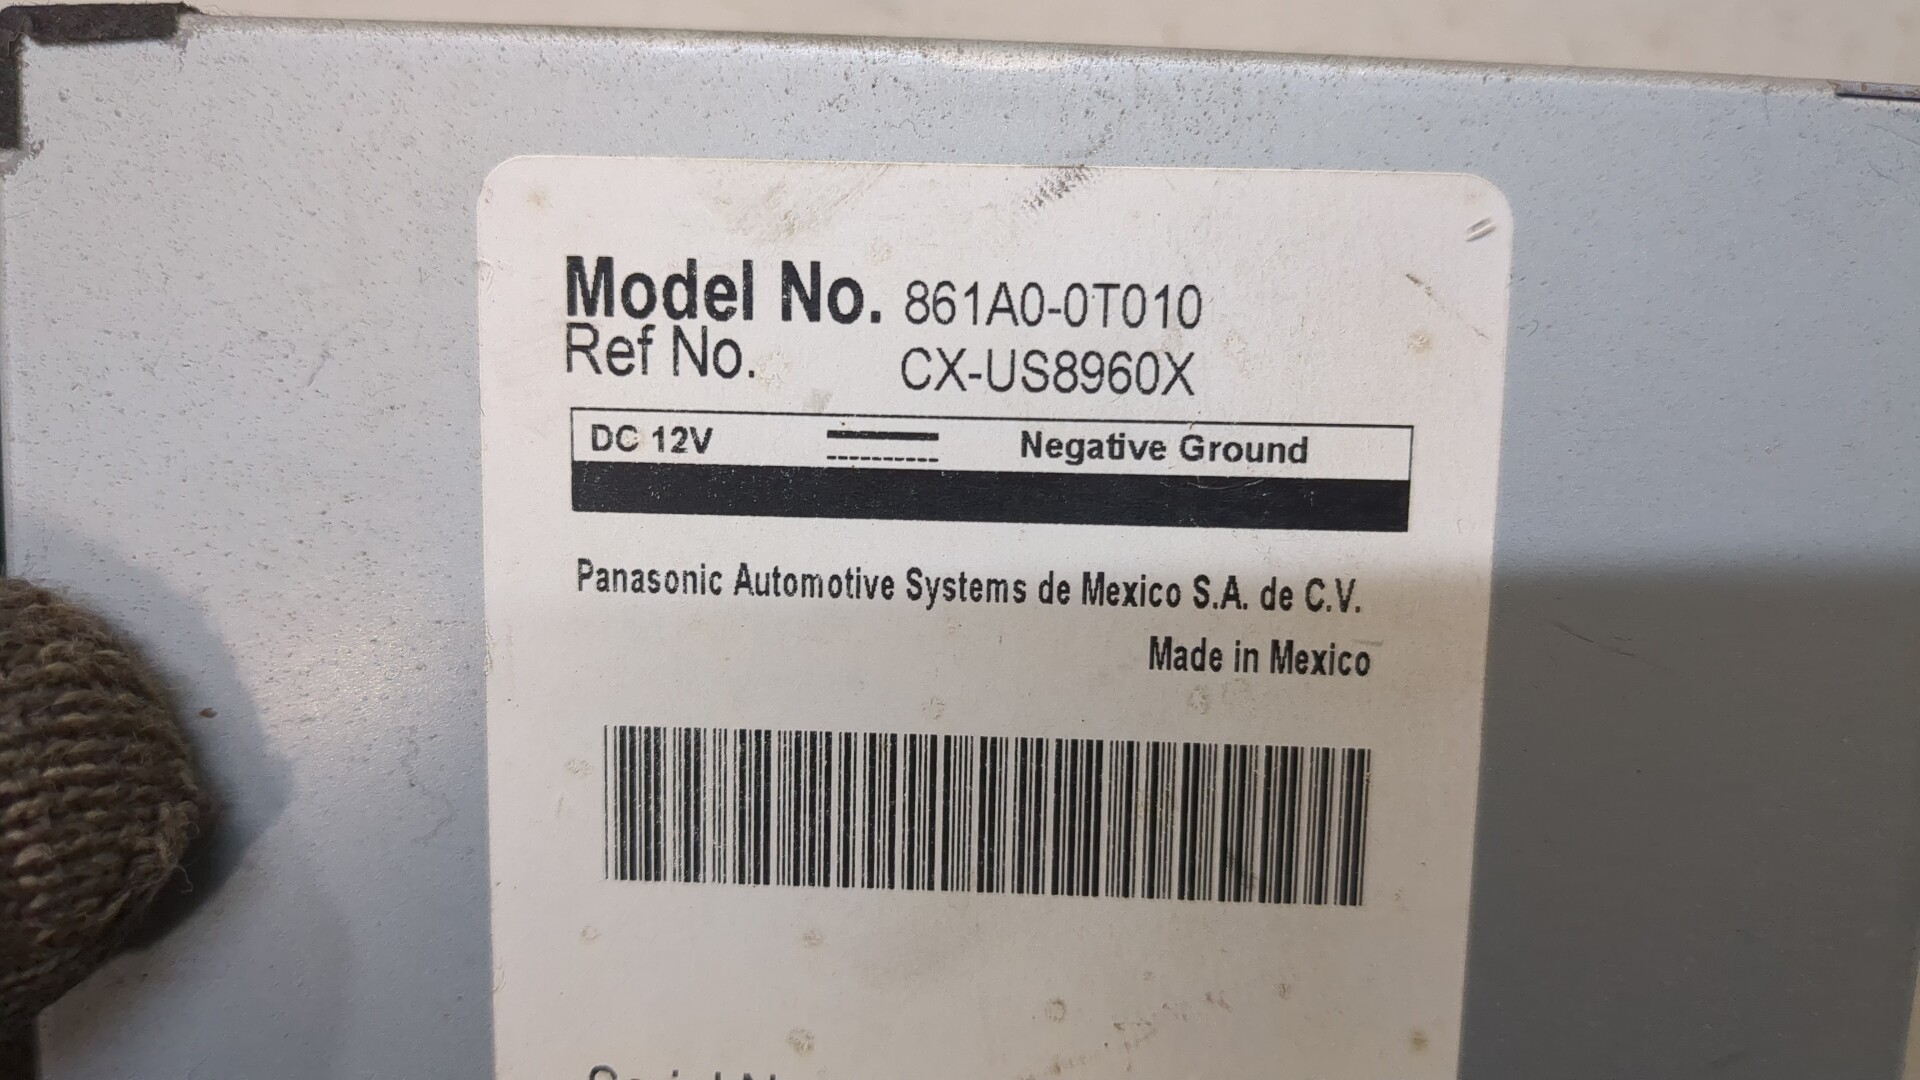 Model No. 861A0-0T010
Ref No. CX-US8960X
DC 12V Negative Ground
Panasonic Automotive Systems de Mexico S.A. de C.V.
Made in Mexico